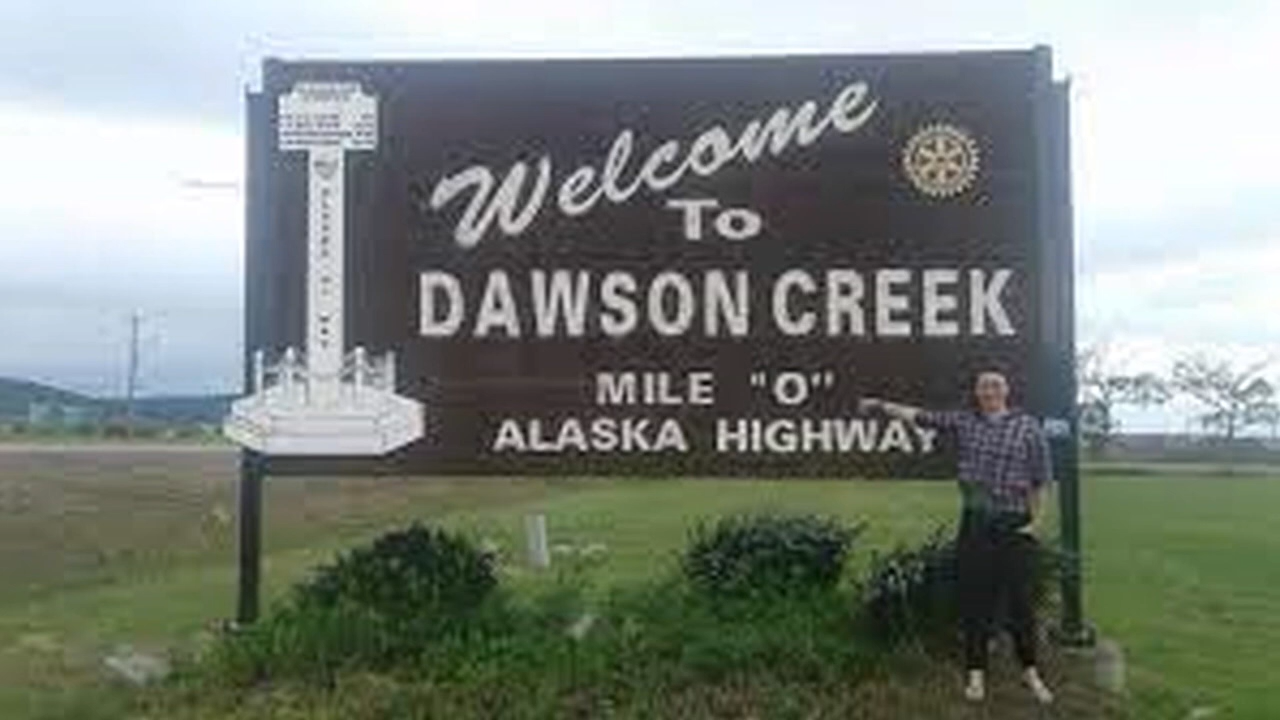 Welcome
To
DAWSON CREEK
MILE "O"
ALASKA HIGHWAY